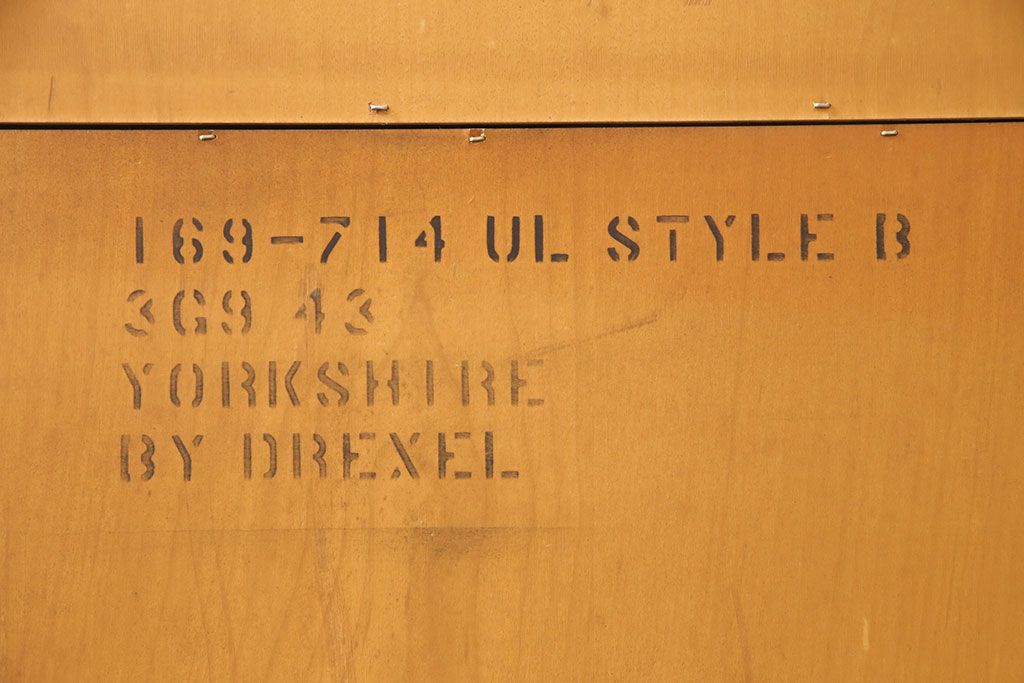 169-714 UL STYLE B
3G9 43
YORKSHIRE
BY DREXEL